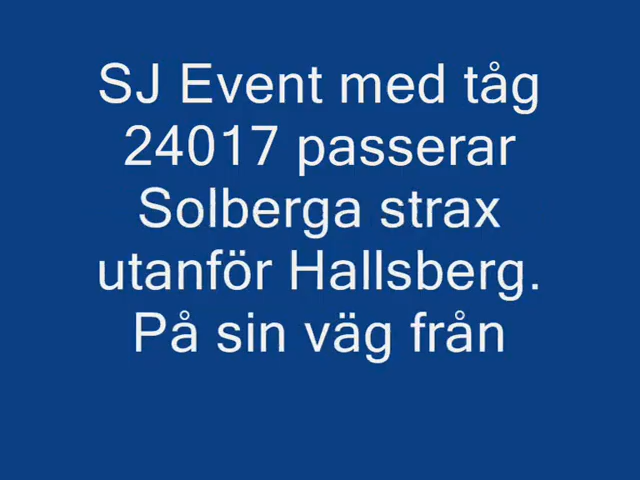 SJ Event med tåg
24017 passerar
Solberga strax
utanför Hallsberg.
På sin väg från